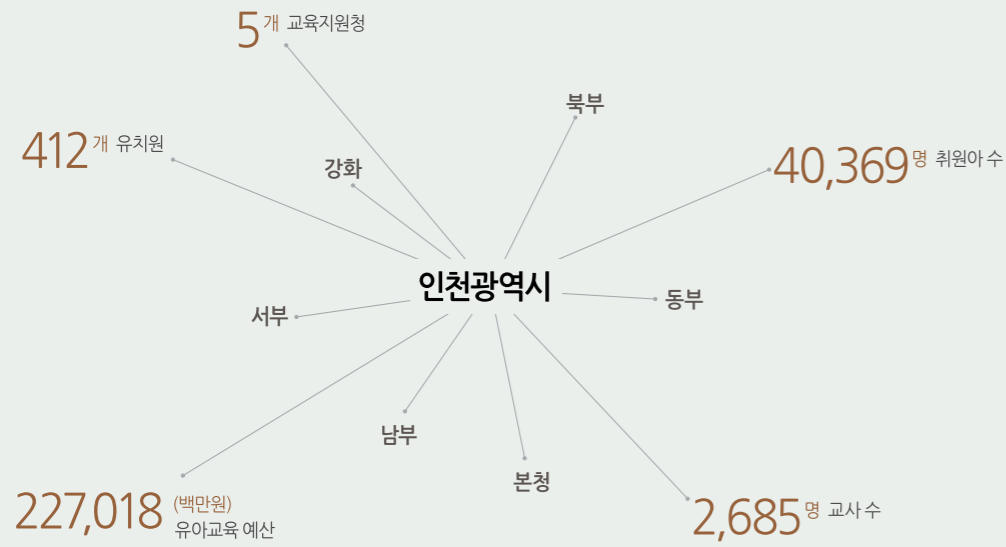 5개 교육지원청
북부
412개 유치원
강화
40,369명 취원아 수
인천광역시
서부
동부
남부
본청
227,018 (백만원)
유아교육 예산
2,685명 교사 수